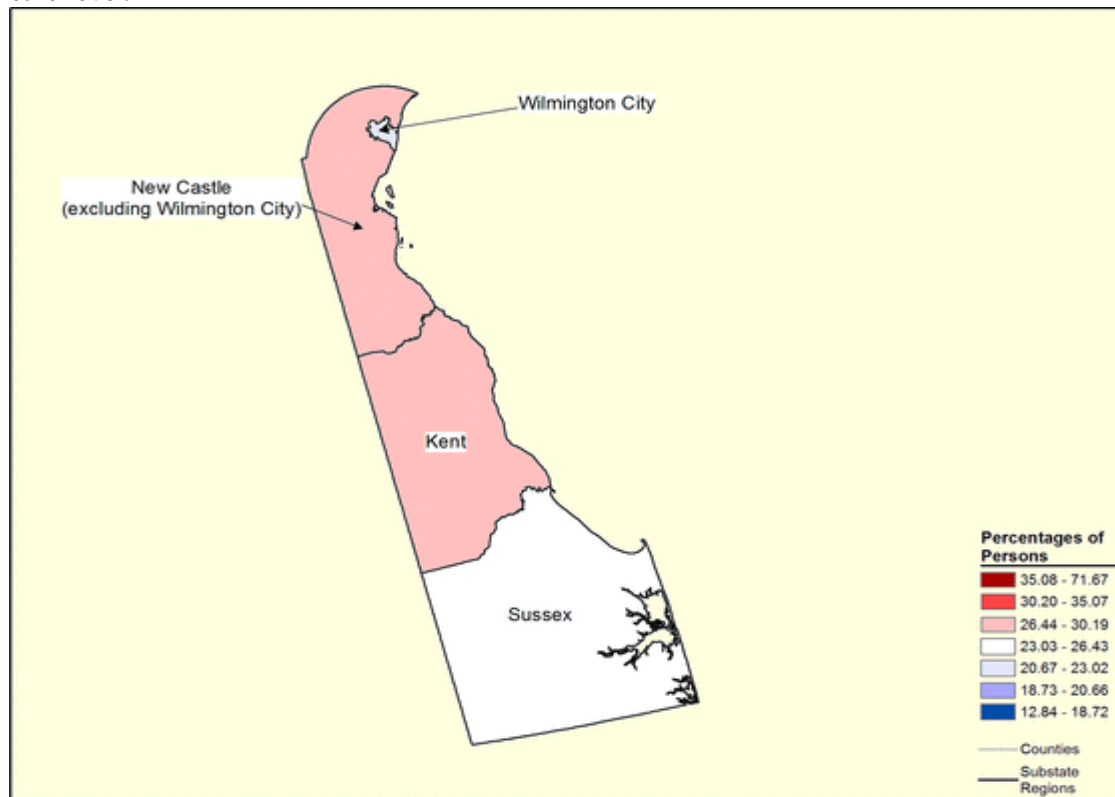 Wilmington City
New Castle
(excluding Wilmington City)
Kent
Sussex
Percentages of
Persons
35.08 - 71.67
30.20 - 35.07
26.44 - 30.19
23.03 - 26.43
20.67 - 23.02
18.73 - 20.66
12.84 - 18.72
Counties
Substate
Regions